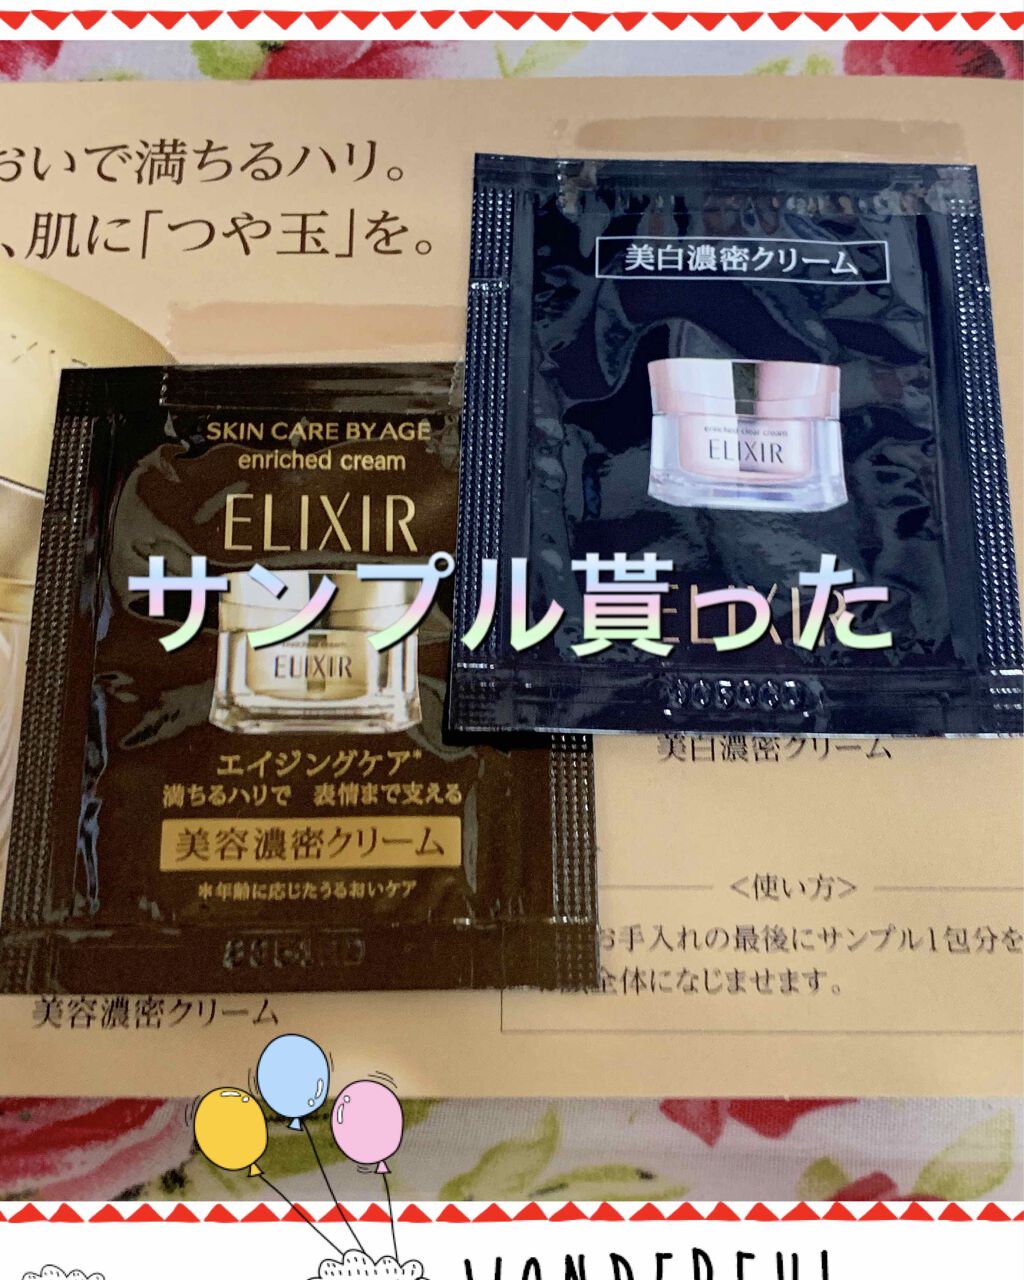 おいで満ちるハリ。
、肌に「つや玉」を。
美白濃密クリーム
enriched clear cream
ELIXIR
ELIXIR
SKIN CARE BY AGE
enriched cream
ELIXIR
サンプル貰った
enriched cream
ELIXIR
エイジングケア*
満ちるハリで 表情まで支える
美容濃密クリーム
*年齢に応じたうるおいケア
美容濃密クリーム
美白濃密クリーム
<使い方>
お手入れの最後にサンプル1包分を
全体になじませます。
WONDERFUL